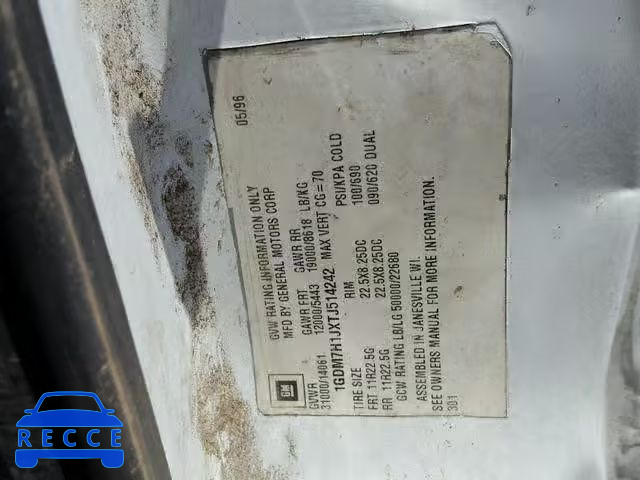 GVW RATING INFORMATION ONLY 05/96
MFD BY GENERAL MOTORS CORP
GM
GVWR GAWR FRT GAWR RR
31000/14061 12000/5443 19000/8618 LB/KG
1GDM7H1JXTJ514242 MAX VERT CG=70
TIRE SIZE RIM PSI/KPA COLD
FRT 11R22.5G 22.5X8.25DC 100/690
RR 11R22.5G 22.5X8.25DC 090/620 DUAL
GCW RATING LB/LG 50000/22680
ASSEMBLED IN JANESVILLE WI.
SEE OWNERS MANUAL FOR MORE INFORMATION.
301
RECCE